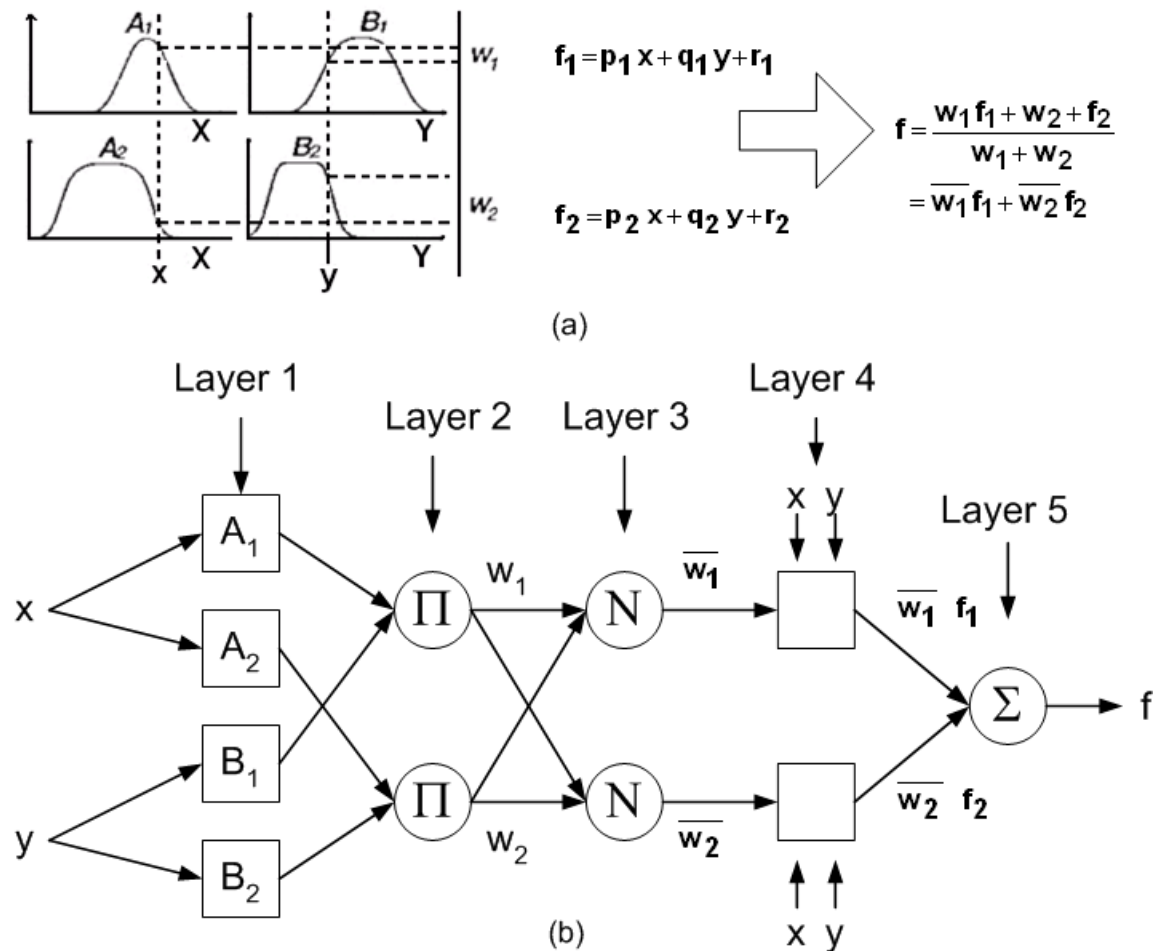 A₁ B₁
w₁
X Y
f₁=p₁ x+q₁ y+r₁
f=w₁ f₁+w₂+f₂/w₁+w₂
=w̅₁ f₁+w̅₂ f₂
A₂ B₂
w₂
X Y
x y
f₂=p₂ x+q₂ y+r₂
(a)
Layer 1
Layer 2
Layer 3
Layer 4
Layer 5
x y
x
A₁
A₂
y
B₁
B₂
Π
Π
w₁
w₂
N
N
w̅₁
w̅₂
w̅₁ f₁
w̅₂ f₂
Σ
f
x y
(b)